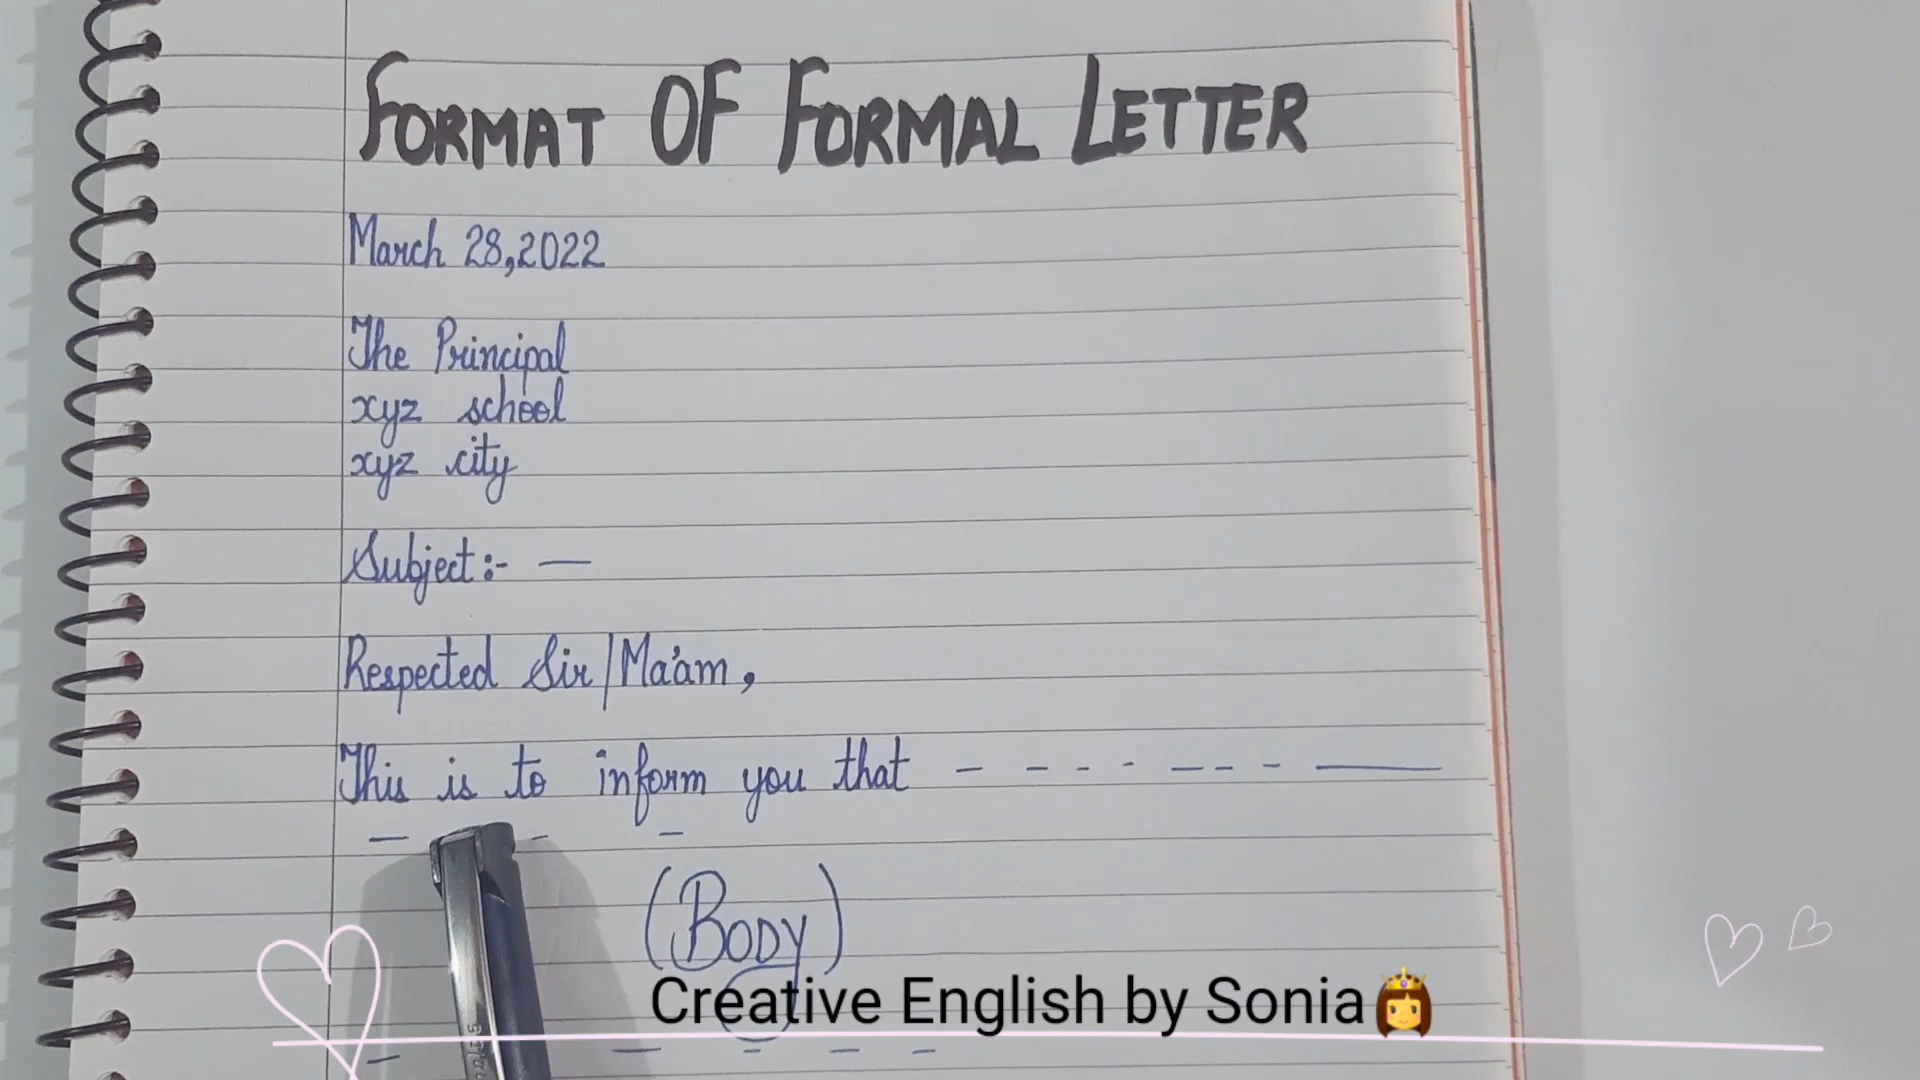 FORMAT OF FORMAL LETTER
March 28,2022
The Principal
xyz school
xyz city
Subject:- —
Respected Sir/Ma'am,
This is to inform you that - - - - - - - —
(BODY)
Creative English by Sonia👸